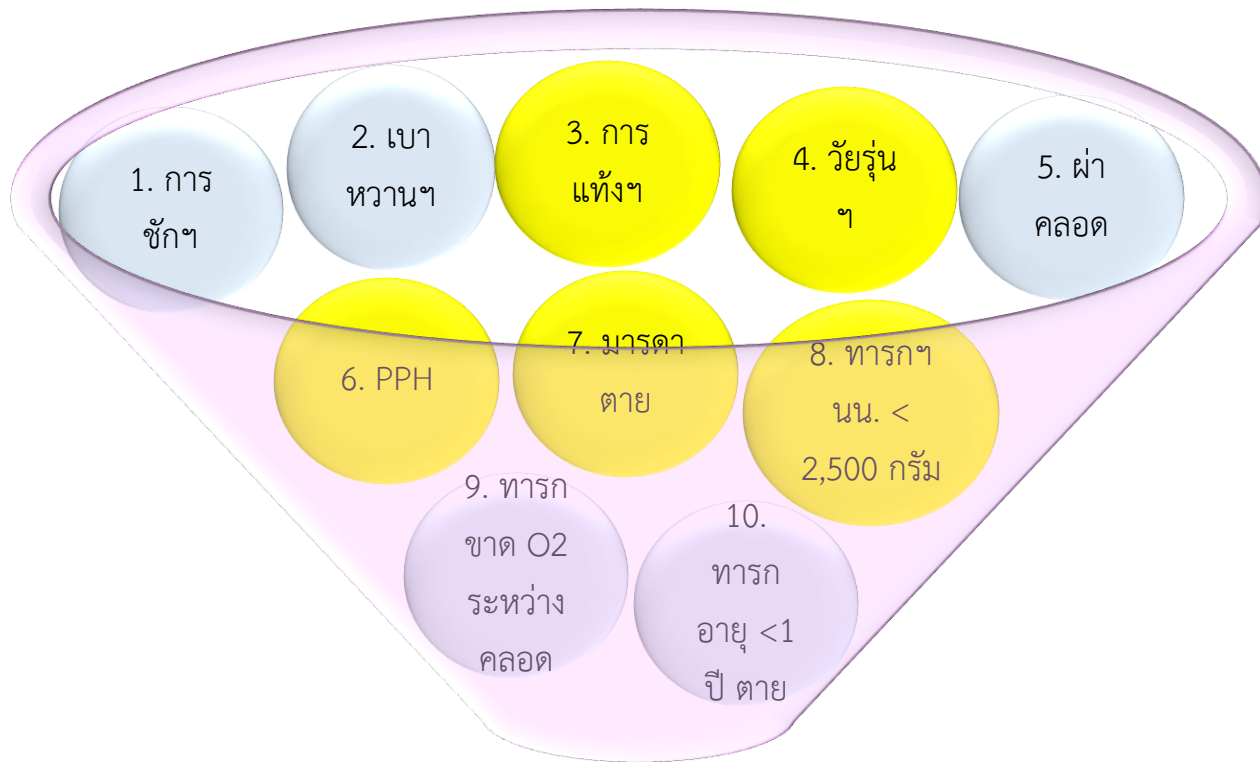 1. การ
ชักฯ
2. เบา
หวานฯ
3. การ
แท้งฯ
4. วัยรุ่น
ฯ
5. ผ่า
คลอด
6. PPH
7. มารดา
ตาย
8. ทารกฯ
นน. <
2,500 กรัม
9. ทารก
ขาด O2
ระหว่าง
คลอด
10.
ทารก
อายุ <1
ปี ตาย